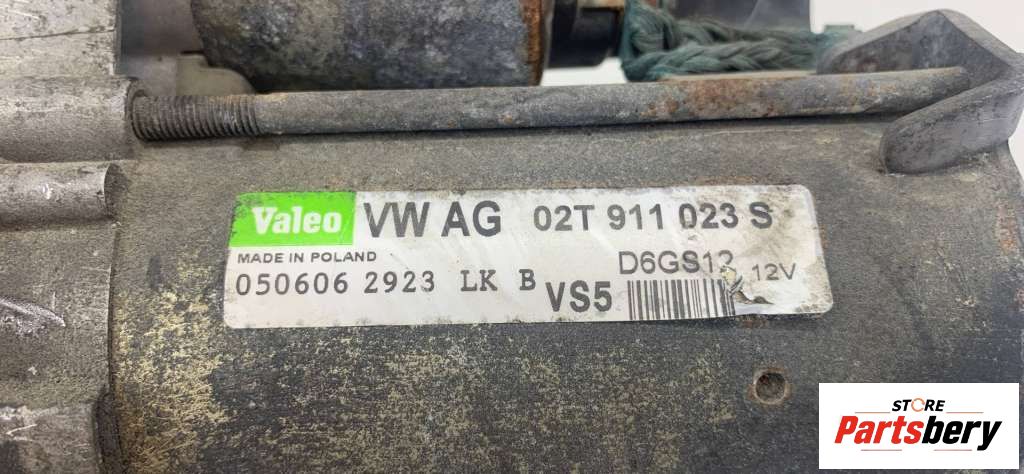 Valeo VW AG 02T 911 023 S
MADE IN POLAND D6GS12 12V
050606 2923 LK B VS5
STORE
Partsbery